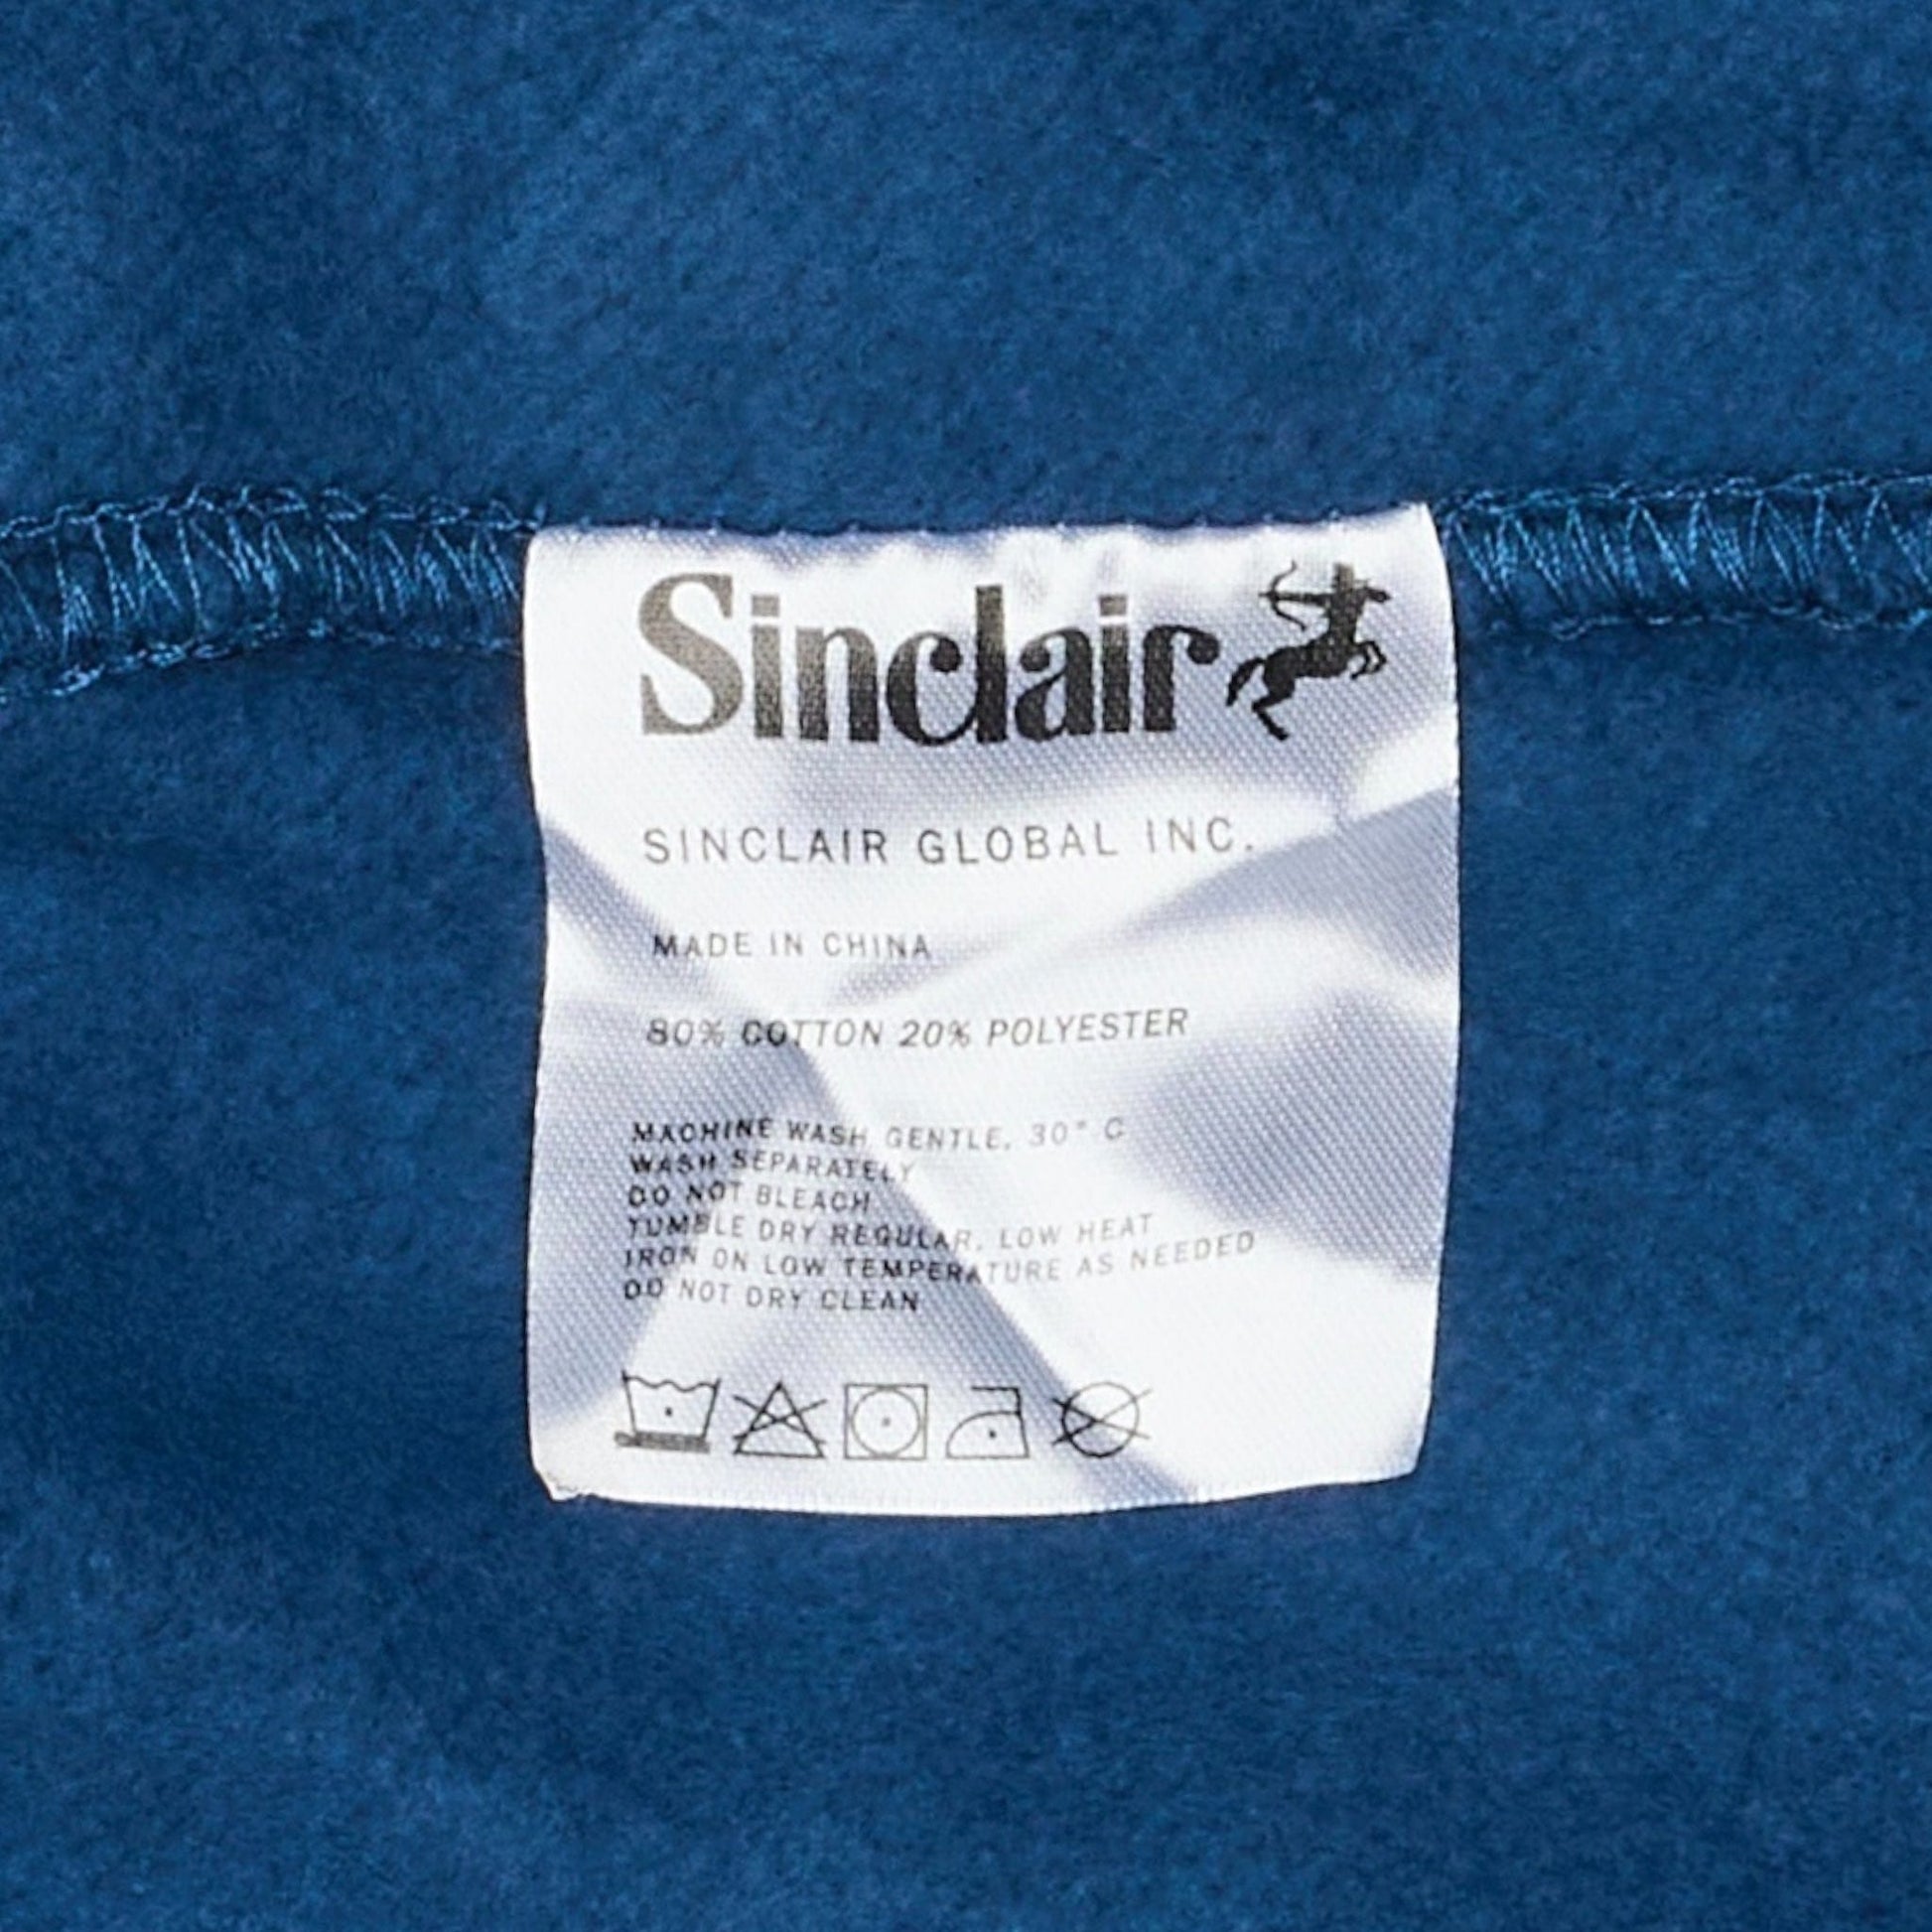 Sinclair
SINCLAIR GLOBAL INC.
MADE IN CHINA
80% COTTON 20% POLYESTER
MACHINE WASH GENTLE, 30° C
WASH SEPARATELY
DO NOT BLEACH
TUMBLE DRY REGULAR, LOW HEAT
IRON ON LOW TEMPERATURE AS NEEDED
DO NOT DRY CLEAN